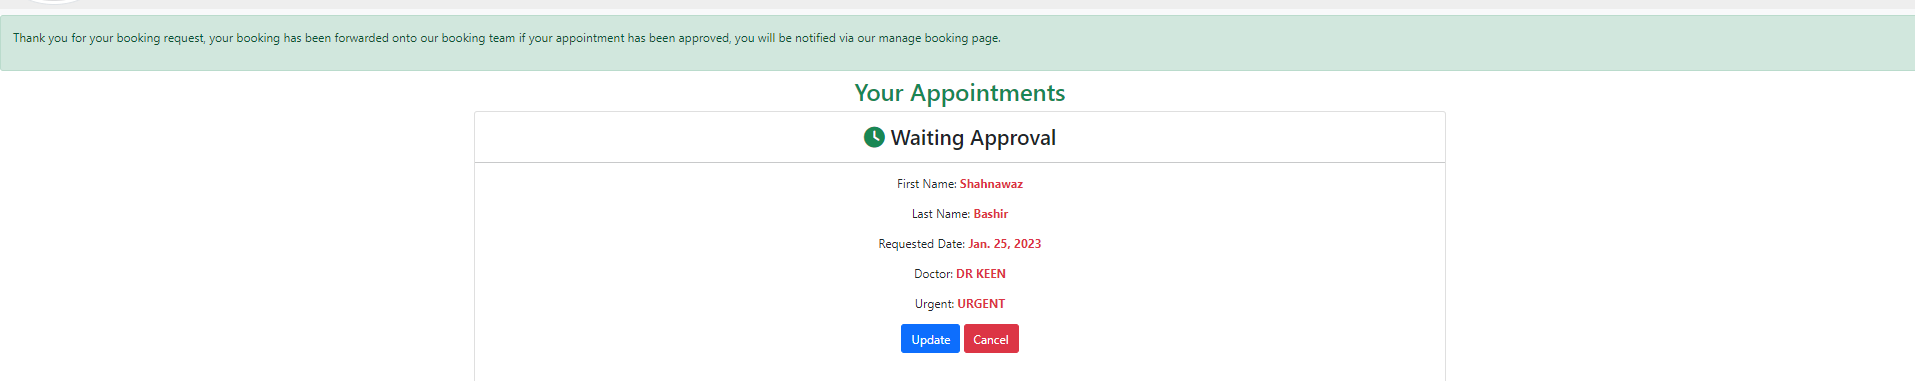 Thank you for your booking request, your booking has been forwarded onto our booking team if your appointment has been approved, you will be notified via our manage booking page.
Your Appointments
Waiting Approval
First Name: Shahnawaz
Last Name: Bashir
Requested Date: Jan. 25, 2023
Doctor: DR KEEN
Urgent: URGENT
Update Cancel